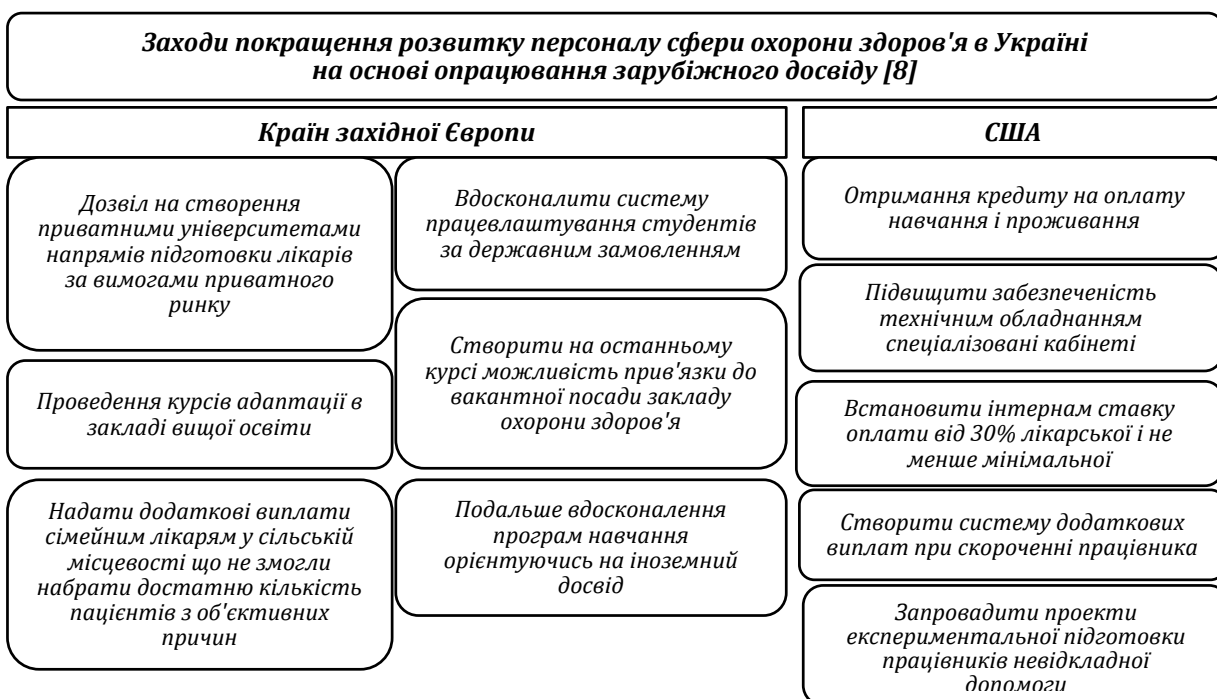 Заходи покращення розвитку персоналу сфери охорони здоров'я в Україні
на основі опрацювання зарубіжного досвіду [8]
Країн західної Європи
Дозвіл на створення
приватними університетами
напрямів підготовки лікарів
за вимогами приватного
ринку
Проведення курсів адаптації в
закладі вищої освіти
Надати додаткові виплати
сімейним лікарям у сільській
місцевості що не змогли
набрати достатню кількість
пацієнтів з об'єктивних
причин
Вдосконалити систему
працевлаштування студентів
за державним замовленням
Створити на останньому
курсі можливість прив'язки до
вакантної посади закладу
охорони здоров'я
Подальше вдосконалення
програм навчання
орієнтуючись на іноземний
досвід
США
Отримання кредиту на оплату
навчання і проживання
Підвищити забезпеченість
технічним обладнанням
спеціалізовані кабінеті
Встановити інтернам ставку
оплати від 30% лікарської і не
менше мінімальної
Створити систему додаткових
виплат при скороченні працівника
Запровадити проекти
експериментальної підготовки
працівників невідкладної
допомоги